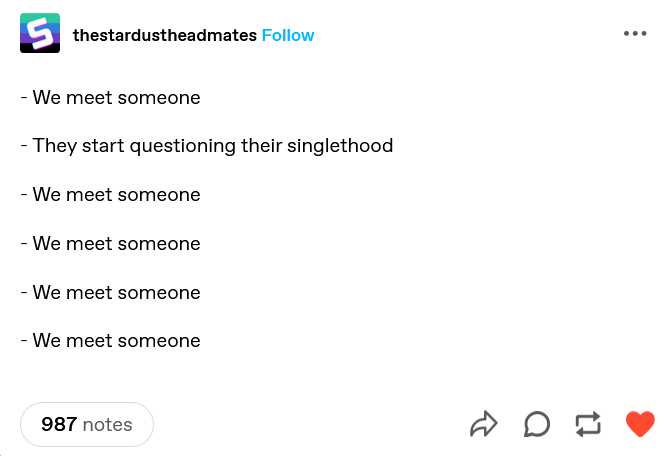 thestardustheadmates Follow
- We meet someone
- They start questioning their singlethood
- We meet someone
- We meet someone
- We meet someone
- We meet someone
987 notes